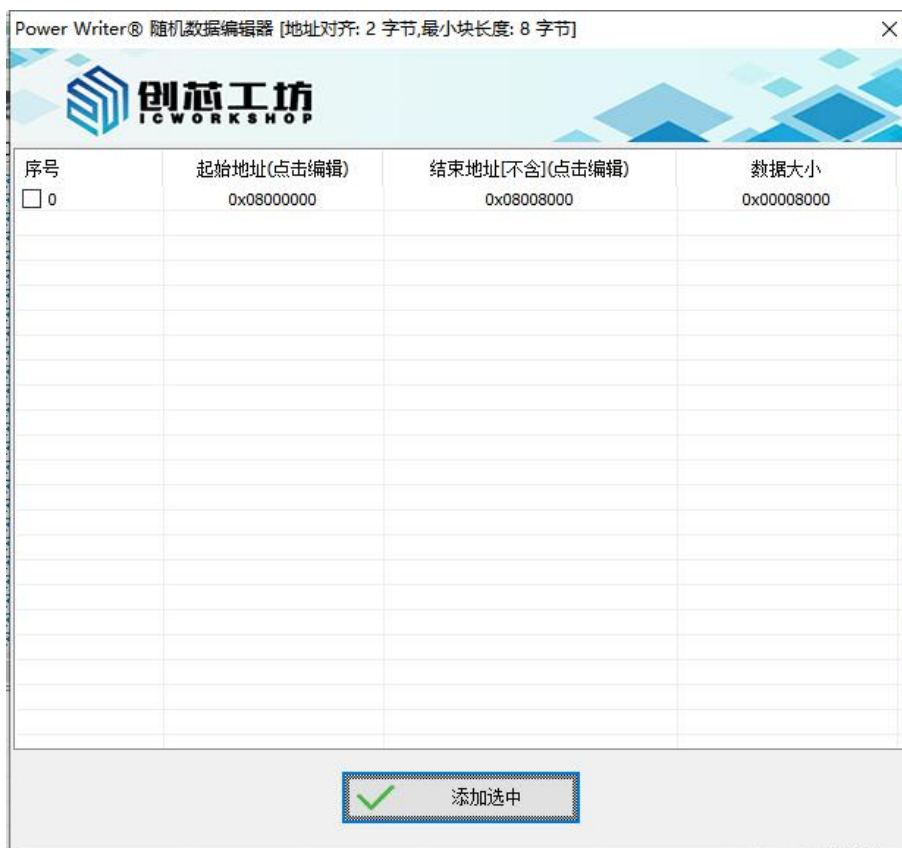 Power Writer® 随机数据编辑器 [地址对齐: 2 字节,最小块长度: 8 字节]
创芯工坊
ICWORKSHOP
序号 起始地址(点击编辑) 结束地址[不含](点击编辑) 数据大小
0 0x08000000 0x08008000 0x00008000
添加选中